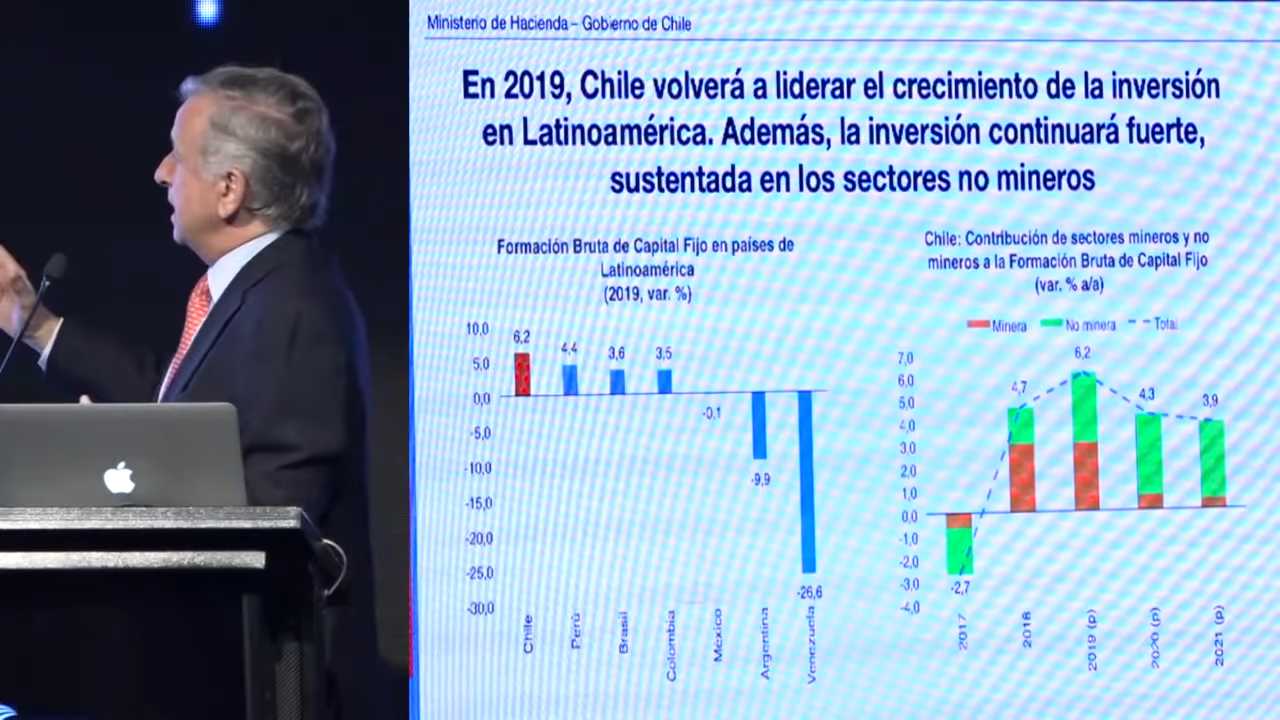 Ministerio de Hacienda – Gobierno de Chile
En 2019, Chile volverá a liderar el crecimiento de la inversión
en Latinoamérica. Además, la inversión continuará fuerte,
sustentada en los sectores no mineros
Formación Bruta de Capital Fijo en países de
Latinoamérica
(2019, var. %)
10,0
5,0
0,0
-5,0
-10,0
-15,0
-20,0
-25,0
-30,0
6,2
4,4
3,6
3,5
-0,1
-9,9
-26,6
Chile
Perú
Brasil
Colombia
México
Argentina
Venezuela
Chile: Contribución de sectores mineros y no
mineros a la Formación Bruta de Capital Fijo
(var. % a/a)
Minera No minera Total
7,0
6,0
5,0
4,0
3,0
2,0
1,0
0,0
-1,0
-2,0
-3,0
-4,0
-2,7
4,7
6,2
4,3
3,9
2017
2018
2019 (p)
2020 (p)
2021 (p)